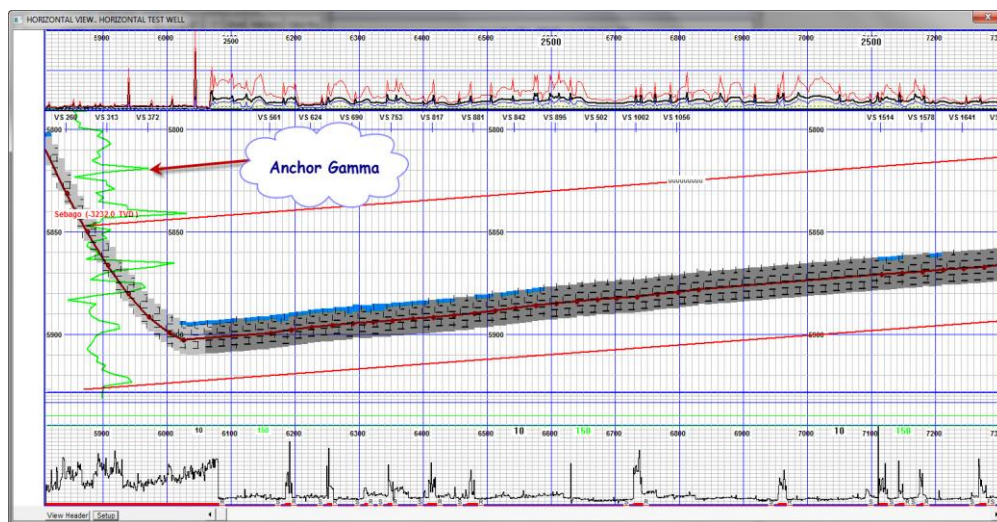 HORIZONTAL VIEW.. HORIZONTAL TEST WELL
5900 6000 6200 6300 6400 6500 6700 6800 6900 7000 7200
2500 2500 2500
VS 260 VS 313 VS 372 VS 561 VS 624 VS 690 VS 753 VS 817 VS 881 VS 842 VS 895 VS 502 VS 1002 VS 1056 VS 1514 VS 1578 VS 1641
5800 5800 5800 5800
Anchor Gamma
Sebago (-3232.0 TVD)
5850 5850 5850 5850
5900 5900 5900
5900 6000 10 6100 150 6200 6300 6400 6500 10 6600 150 6700 6800 6900 7000 10 7100 150 7200
S R S R S R S R S R S R S R S R S R S R
View Header Setup